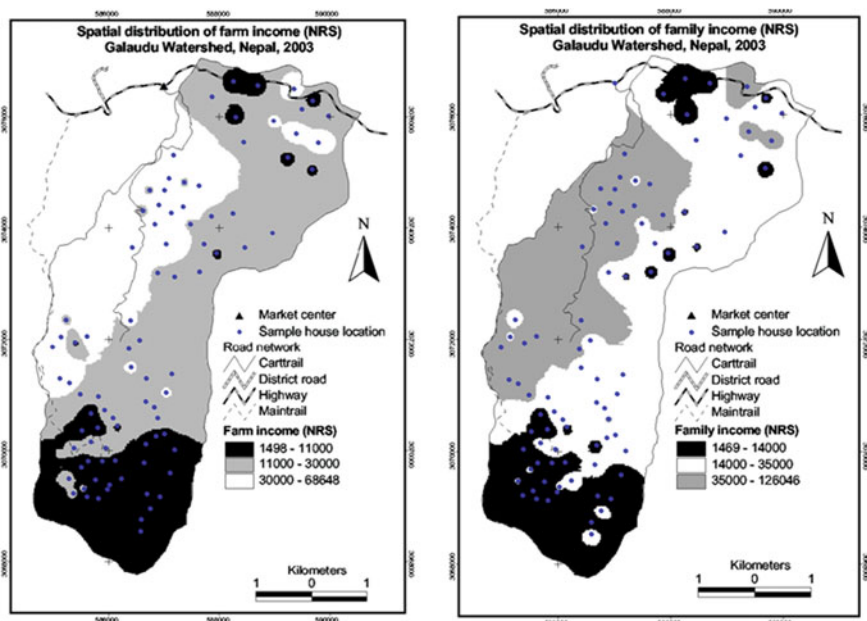 Spatial distribution of farm income (NRS)
Galaudu Watershed, Nepal, 2003
N
Market center
Sample house location
Road network
Carttrail
District road
Highway
Maintrail
Farm income (NRS)
1498 - 11000
11000 - 30000
30000 - 68648
Kilometers
1 0 1
Spatial distribution of family income (NRS)
Galaudu Watershed, Nepal, 2003
N
Market center
Sample house location
Road network
Carttrail
District road
Highway
Maintrail
Family income (NRS)
1469 - 14000
14000 - 35000
35000 - 126046
Kilometers
1 0 1